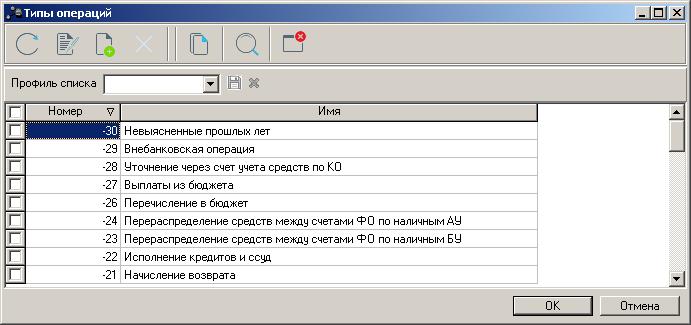 Типы операций
Профиль списка
Номер Имя
-30 Невыясненные прошлых лет
-29 Внебанковская операция
-28 Уточнение через счет учета средств по КО
-27 Выплаты из бюджета
-26 Перечисление в бюджет
-24 Перераспределение средств между счетами ФО по наличным АУ
-23 Перераспределение средств между счетами ФО по наличным БУ
-22 Исполнение кредитов и ссуд
-21 Начисление возврата
OK Отмена